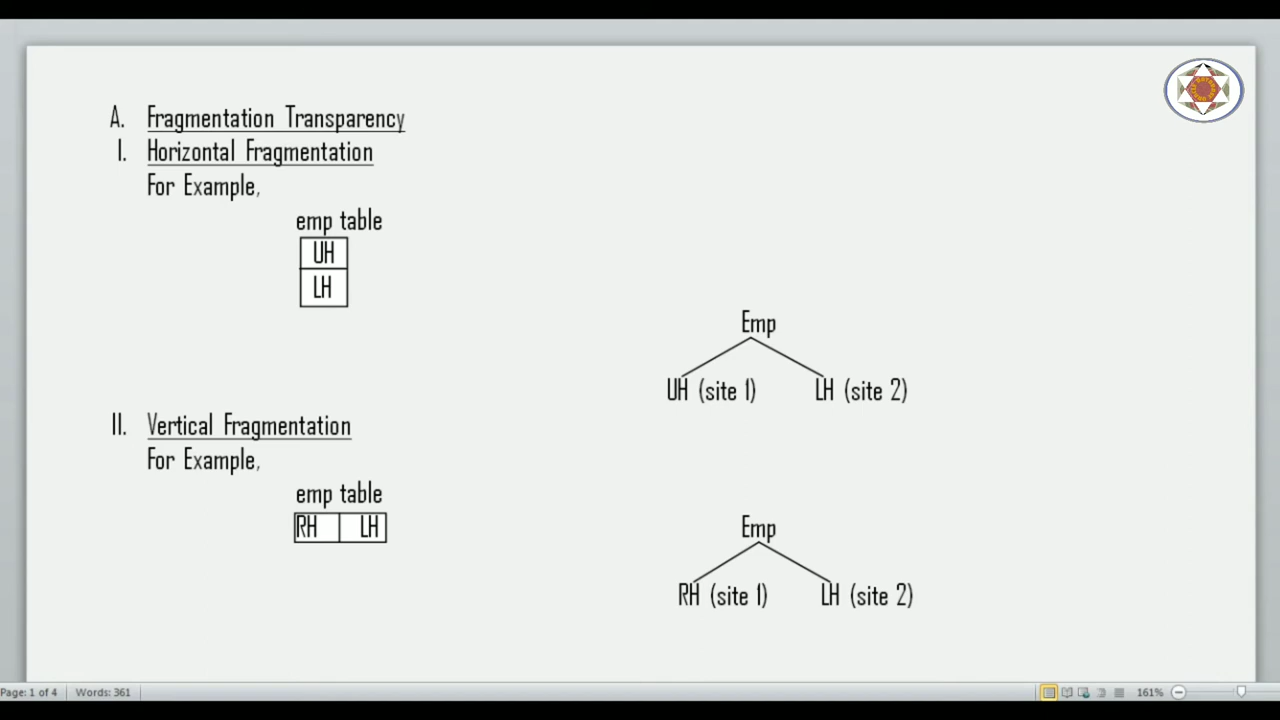 A. Fragmentation Transparency
I. Horizontal Fragmentation
For Example,
emp table
UH
LH
Emp
UH (site 1) LH (site 2)
II. Vertical Fragmentation
For Example,
emp table
RH LH
Emp
RH (site 1) LH (site 2)
Page: 1 of 4 Words: 361 161%